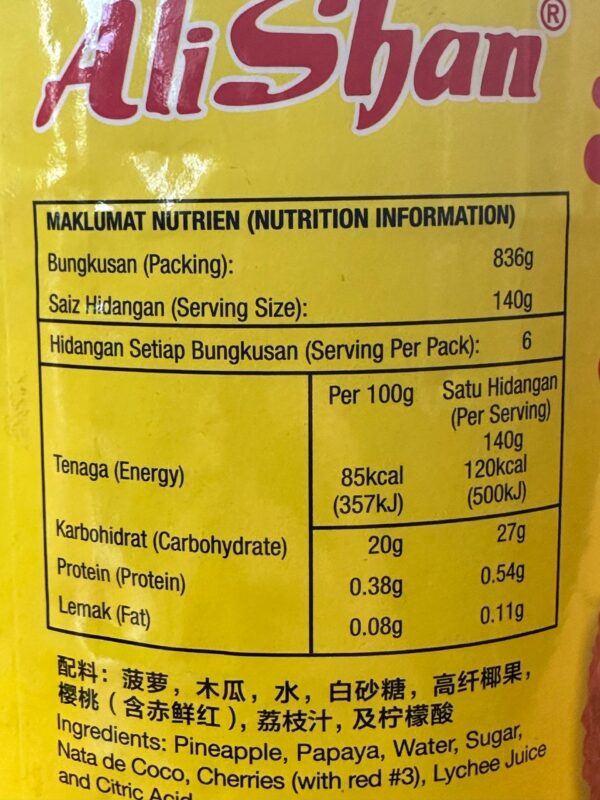 AliShan®
MAKLUMAT NUTRIEN (NUTRITION INFORMATION)
Bungkusan (Packing): 836g
Saiz Hidangan (Serving Size): 140g
Hidangan Setiap Bungkusan (Serving Per Pack): 6
Per 100g Satu Hidangan
(Per Serving)
140g
Tenaga (Energy) 85kcal 120kcal
(357kJ) (500kJ)
Karbohidrat (Carbohydrate) 20g 27g
Protein (Protein) 0.38g 0.54g
Lemak (Fat) 0.08g 0.11g
配料：菠萝，木瓜，水，白砂糖，高纤椰果，
樱桃（含赤鲜红），荔枝汁，及柠檬酸
Ingredients: Pineapple, Papaya, Water, Sugar,
Nata de Coco, Cherries (with red #3), Lychee Juice
and Citric Acid